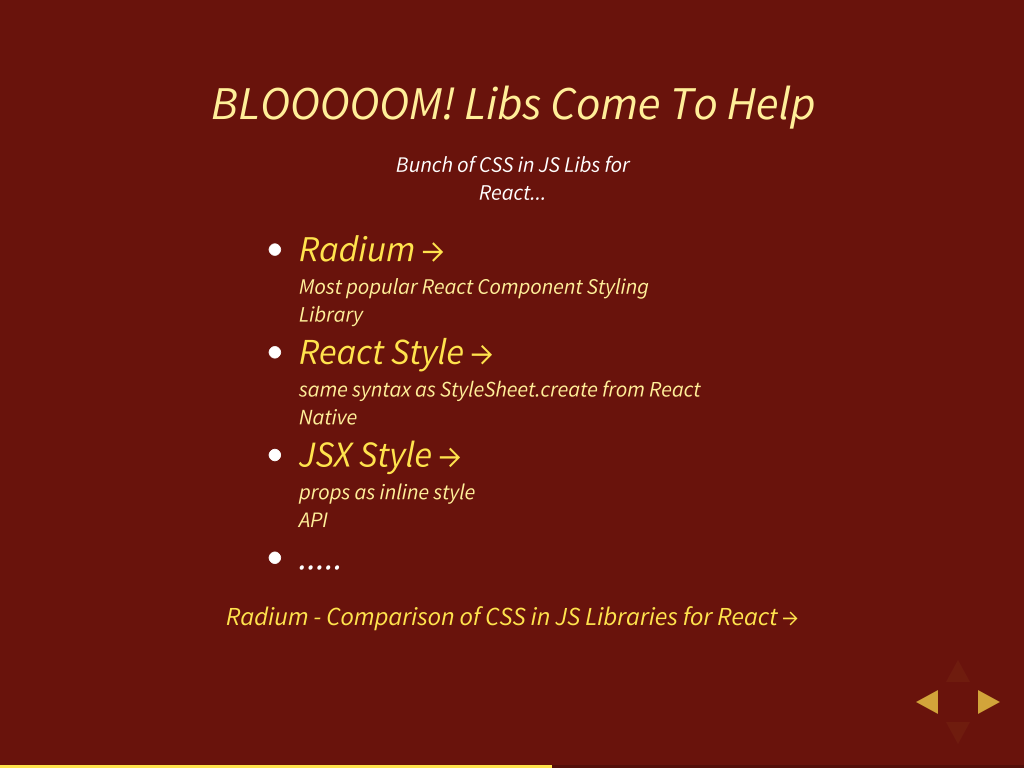 BLOOOOOM! Libs Come To Help
Bunch of CSS in JS Libs for
React...
• Radium →
Most popular React Component Styling
Library
• React Style →
same syntax as StyleSheet.create from React
Native
• JSX Style →
props as inline style
API
• .....
Radium - Comparison of CSS in JS Libraries for React →